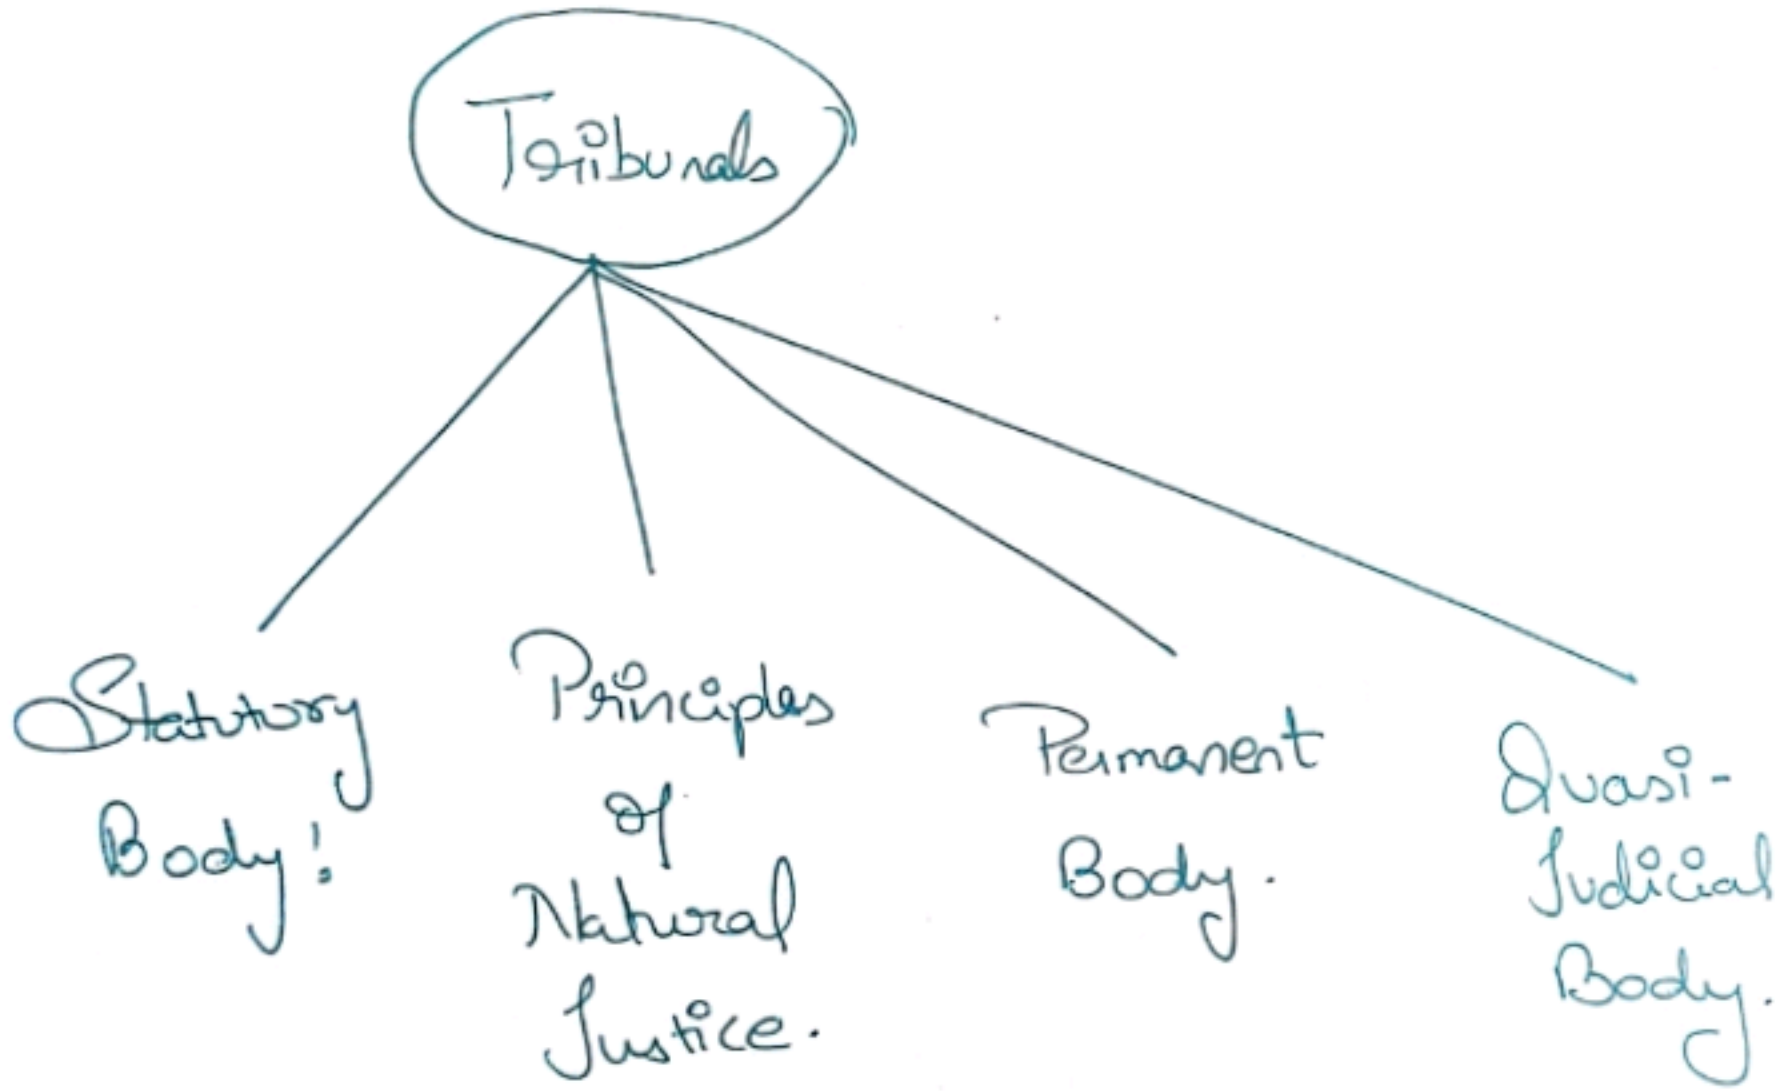 Tribunals
Statutory
Body!
Principles
of
Natural
Justice.
Permanent
Body.
Quasi-
Judicial
Body.